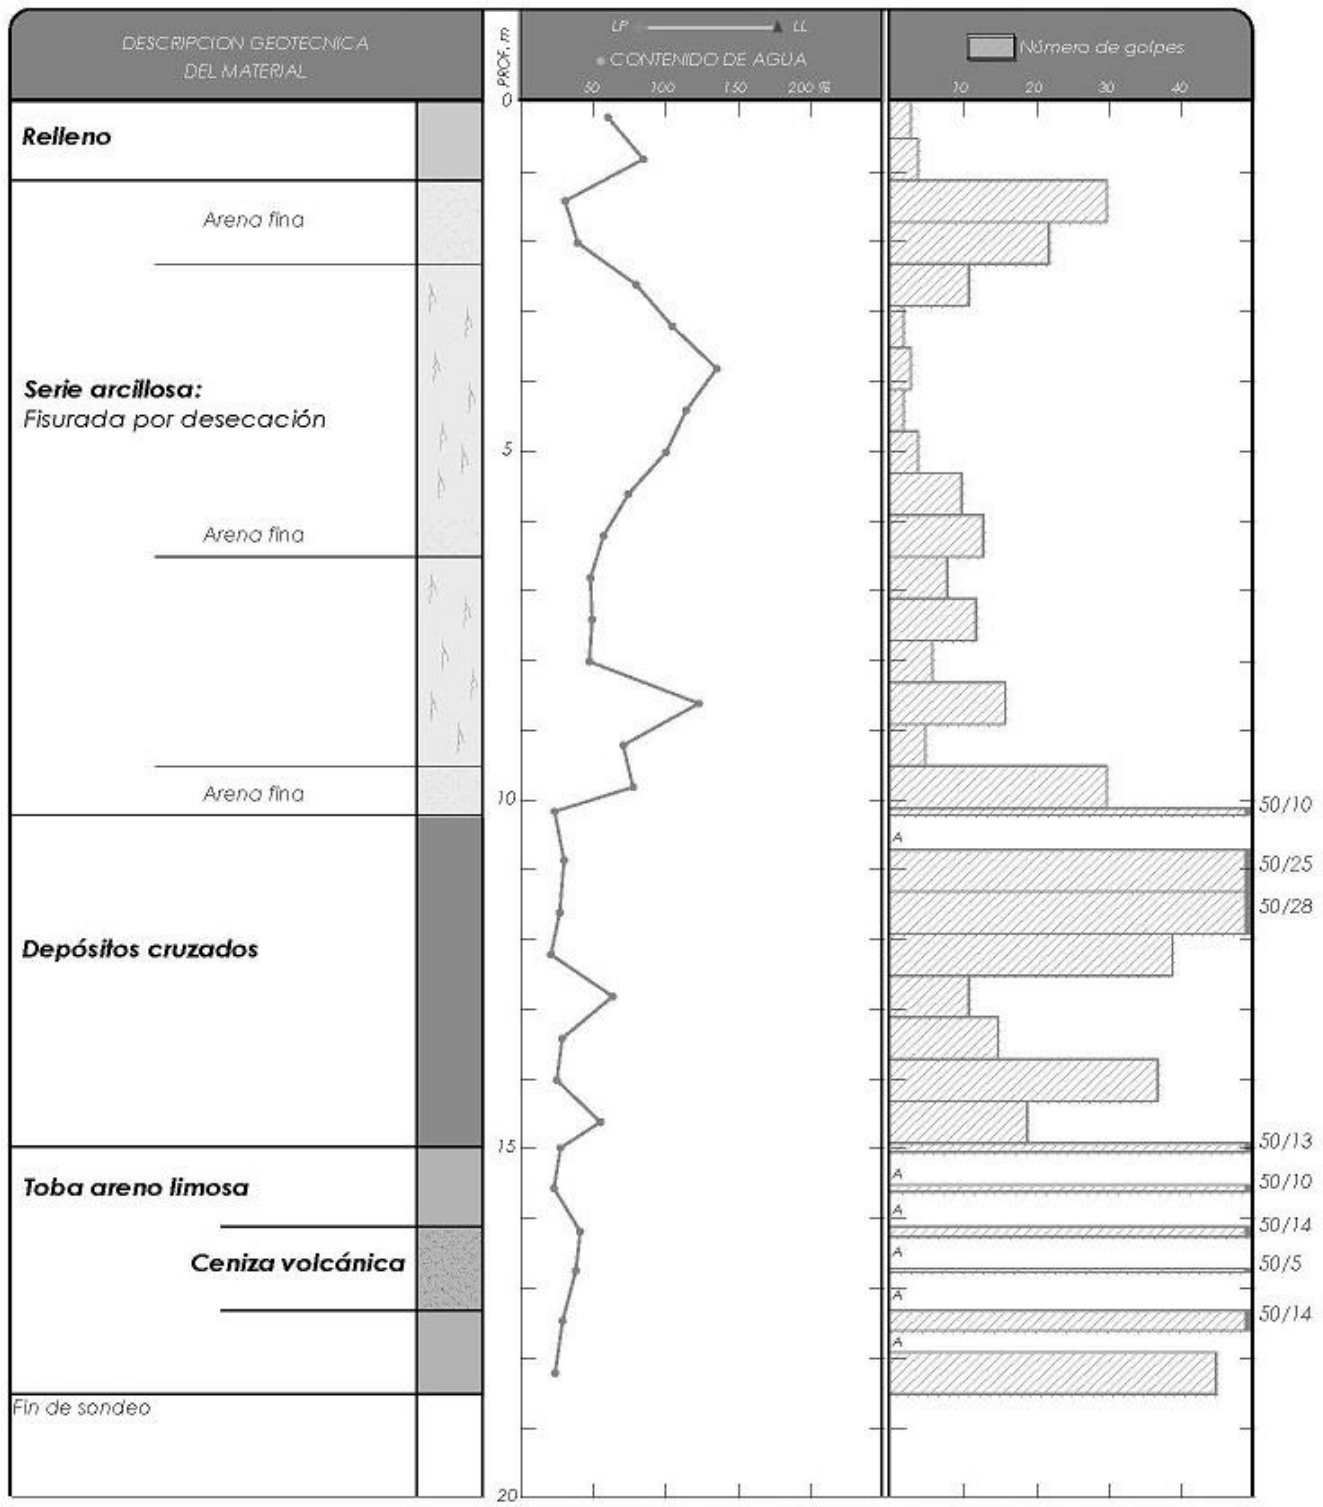 DESCRIPCION GEOTECNICA
DEL MATERIAL
PROF, m
LP LL
CONTENIDO DE AGUA
50 100 150 200 %
Número de golpes
10 20 30 40
0
Relleno
Arena fina
Serie arcillosa:
Fisurada por desecación
5
Arena fina
Arena fina
10
50/10
A
50/25
50/28
Depósitos cruzados
15
50/13
A
50/10
Toba areno limosa
A
50/14
A
50/5
Ceniza volcánica
A
50/14
A
Fin de sondeo
20